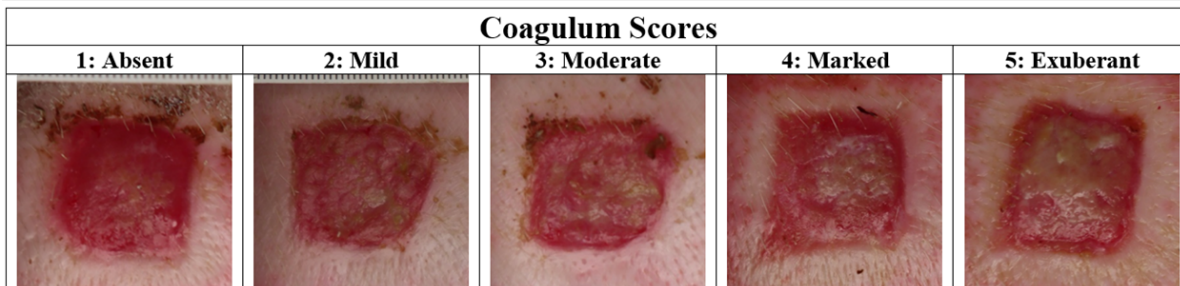 Coagulum Scores
1: Absent
2: Mild
3: Moderate
4: Marked
5: Exuberant